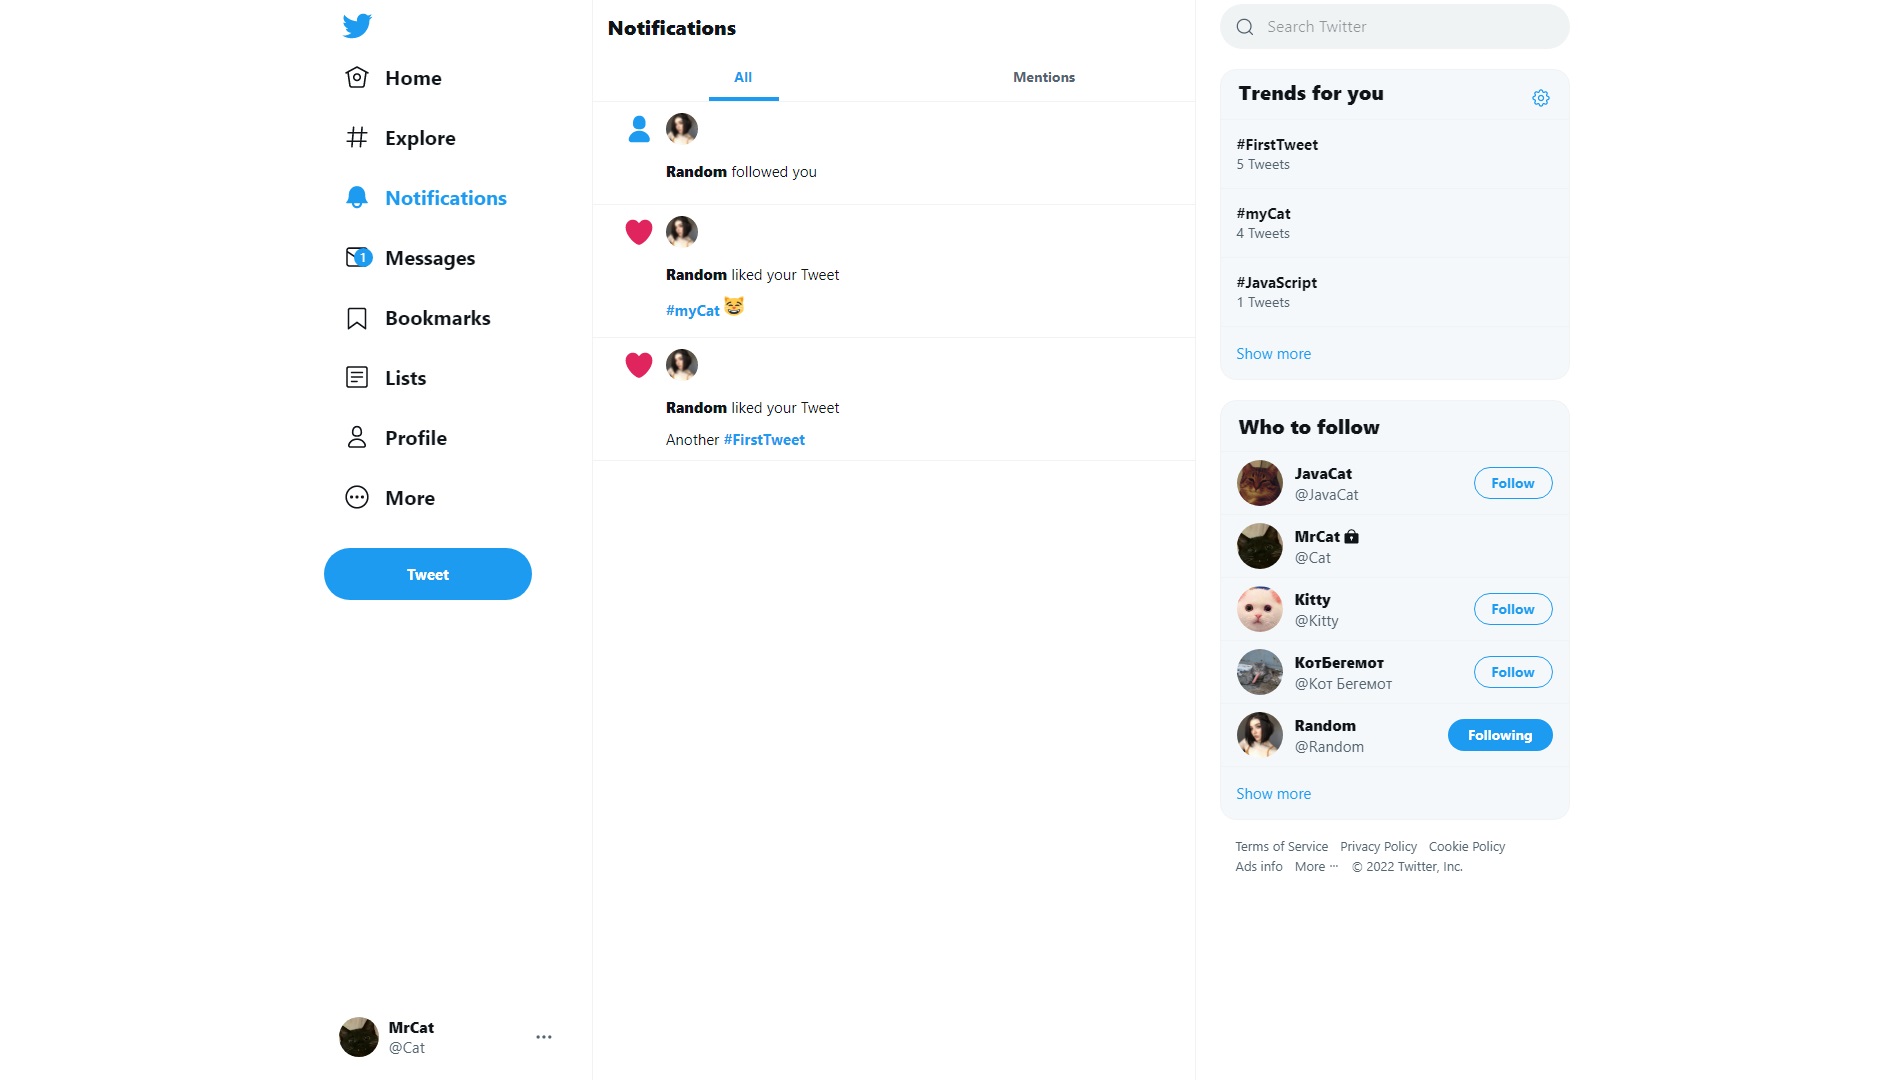 Home
Explore
Notifications
1
Messages
Bookmarks
Lists
Profile
More
Tweet
MrCat
@Cat
Notifications
All
Mentions
Random followed you
Random liked your Tweet
#myCat 😸
Random liked your Tweet
Another #FirstTweet
Search Twitter
Trends for you
#FirstTweet
5 Tweets
#myCat
4 Tweets
#JavaScript
1 Tweets
Show more
Who to follow
JavaCat
@JavaCat
Follow
MrCat
@Cat
Kitty
@Kitty
Follow
КотБегемот
@Кот Бегемот
Follow
Random
@Random
Following
Show more
Terms of Service Privacy Policy Cookie Policy
Ads info More ··· © 2022 Twitter, Inc.